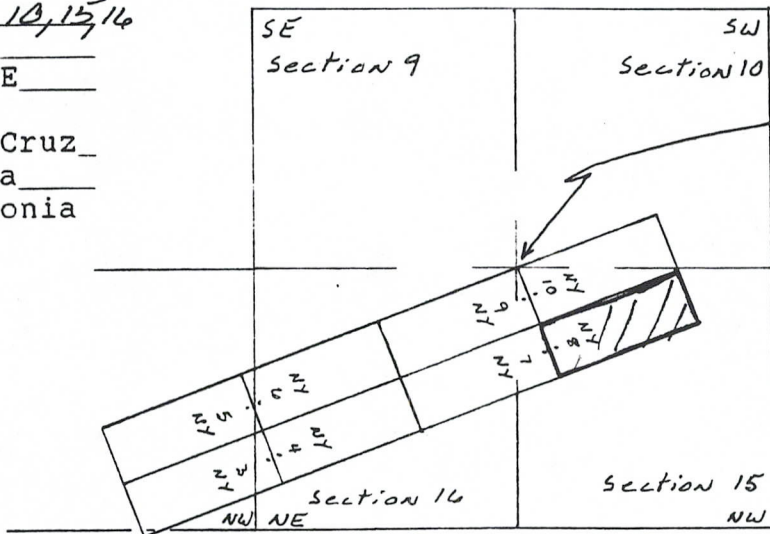 10, 15, 16
E
Cruz
a
onia
SE
Section 9
SW
Section 10
NY 10
NY 9
NY 8
NY 7
NY 6
NY 5
NY 4
NY 3
Section 16
Section 15
NW
NE
NW